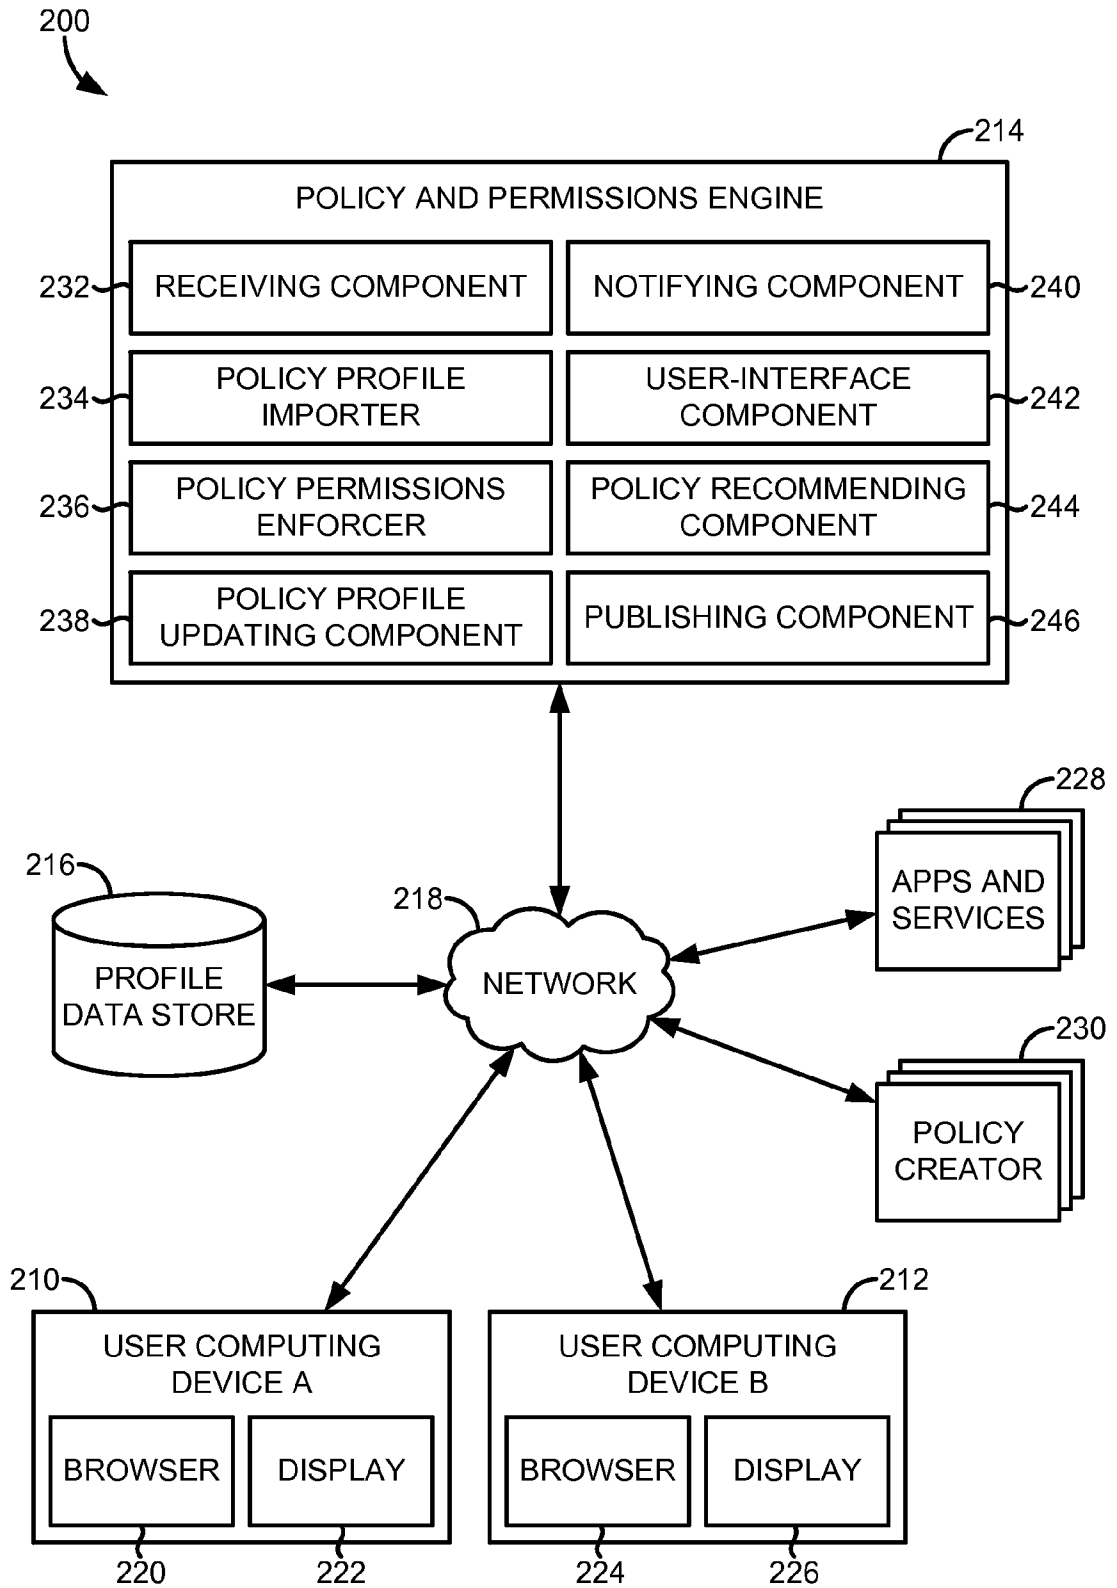 200
214
POLICY AND PERMISSIONS ENGINE
232
RECEIVING COMPONENT
NOTIFYING COMPONENT
240
234
POLICY PROFILE
IMPORTER
USER-INTERFACE
COMPONENT
242
236
POLICY PERMISSIONS
ENFORCER
POLICY RECOMMENDING
COMPONENT
244
238
POLICY PROFILE
UPDATING COMPONENT
PUBLISHING COMPONENT
246
228
APPS AND
SERVICES
216
PROFILE
DATA STORE
218
NETWORK
230
POLICY
CREATOR
210
USER COMPUTING
DEVICE A
BROWSER
DISPLAY
220
222
212
USER COMPUTING
DEVICE B
BROWSER
DISPLAY
224
226